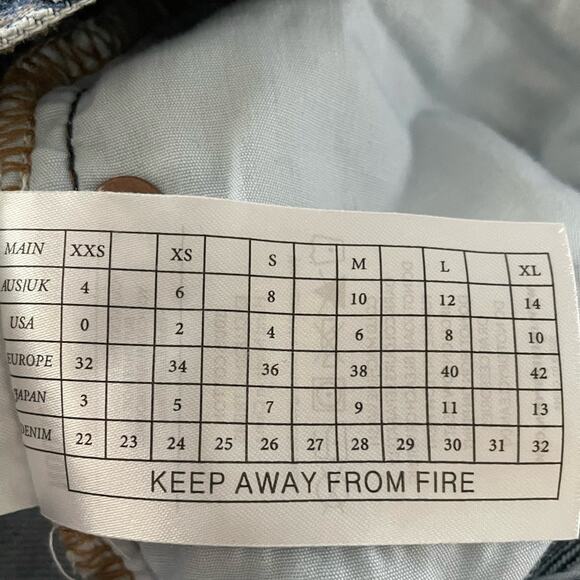 MAIN XXS XS S M L XL
AUS/UK 4 6 8 10 12 14
USA 0 2 4 6 8 10
EUROPE 32 34 36 38 40 42
JAPAN 3 5 7 9 11 13
DENIM 22 23 24 25 26 27 28 29 30 31 32
KEEP AWAY FROM FIRE